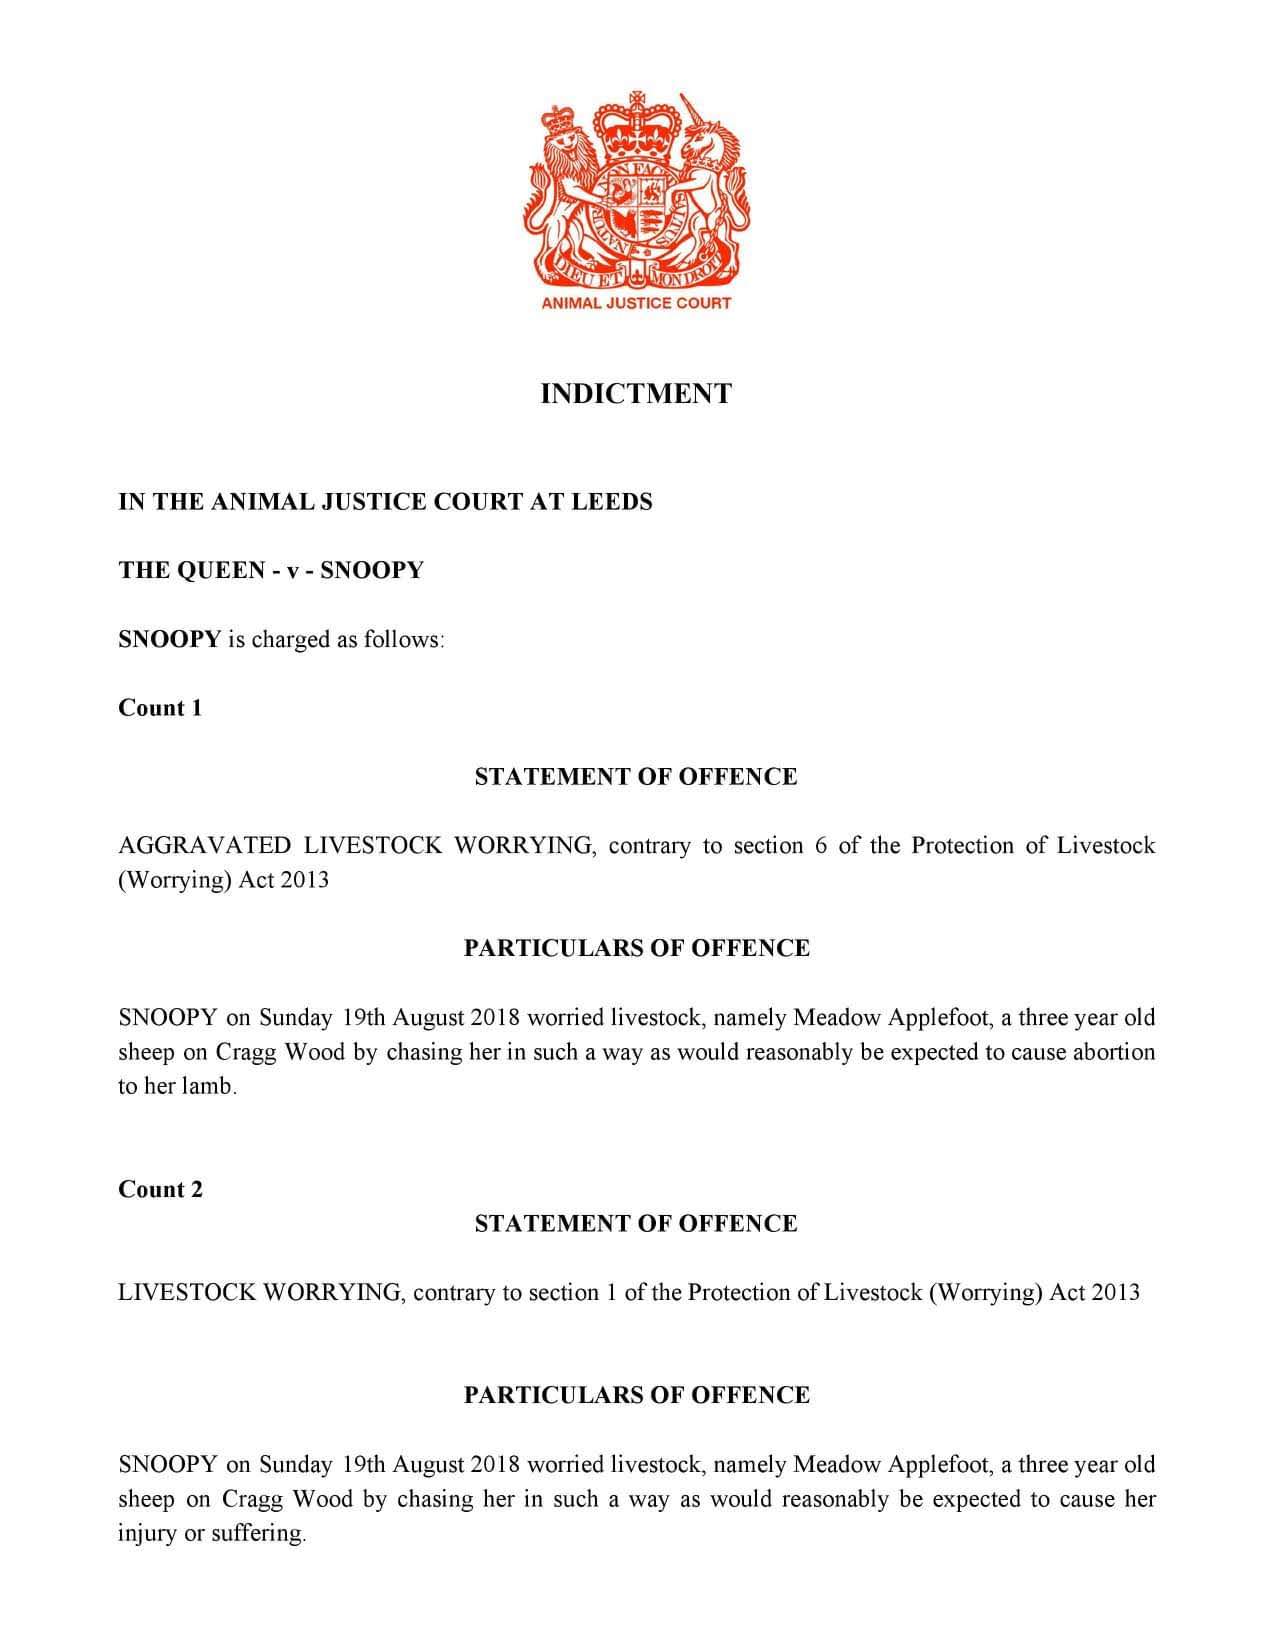 ON FAC
DIEU ET MON DROIT
ANIMAL JUSTICE COURT
INDICTMENT
IN THE ANIMAL JUSTICE COURT AT LEEDS
THE QUEEN - v - SNOOPY
SNOOPY is charged as follows:
Count 1
STATEMENT OF OFFENCE
AGGRAVATED LIVESTOCK WORRYING, contrary to section 6 of the Protection of Livestock
(Worrying) Act 2013
PARTICULARS OF OFFENCE
SNOOPY on Sunday 19th August 2018 worried livestock, namely Meadow Applefoot, a three year old
sheep on Cragg Wood by chasing her in such a way as would reasonably be expected to cause abortion
to her lamb.
Count 2
STATEMENT OF OFFENCE
LIVESTOCK WORRYING, contrary to section 1 of the Protection of Livestock (Worrying) Act 2013
PARTICULARS OF OFFENCE
SNOOPY on Sunday 19th August 2018 worried livestock, namely Meadow Applefoot, a three year old
sheep on Cragg Wood by chasing her in such a way as would reasonably be expected to cause her
injury or suffering.